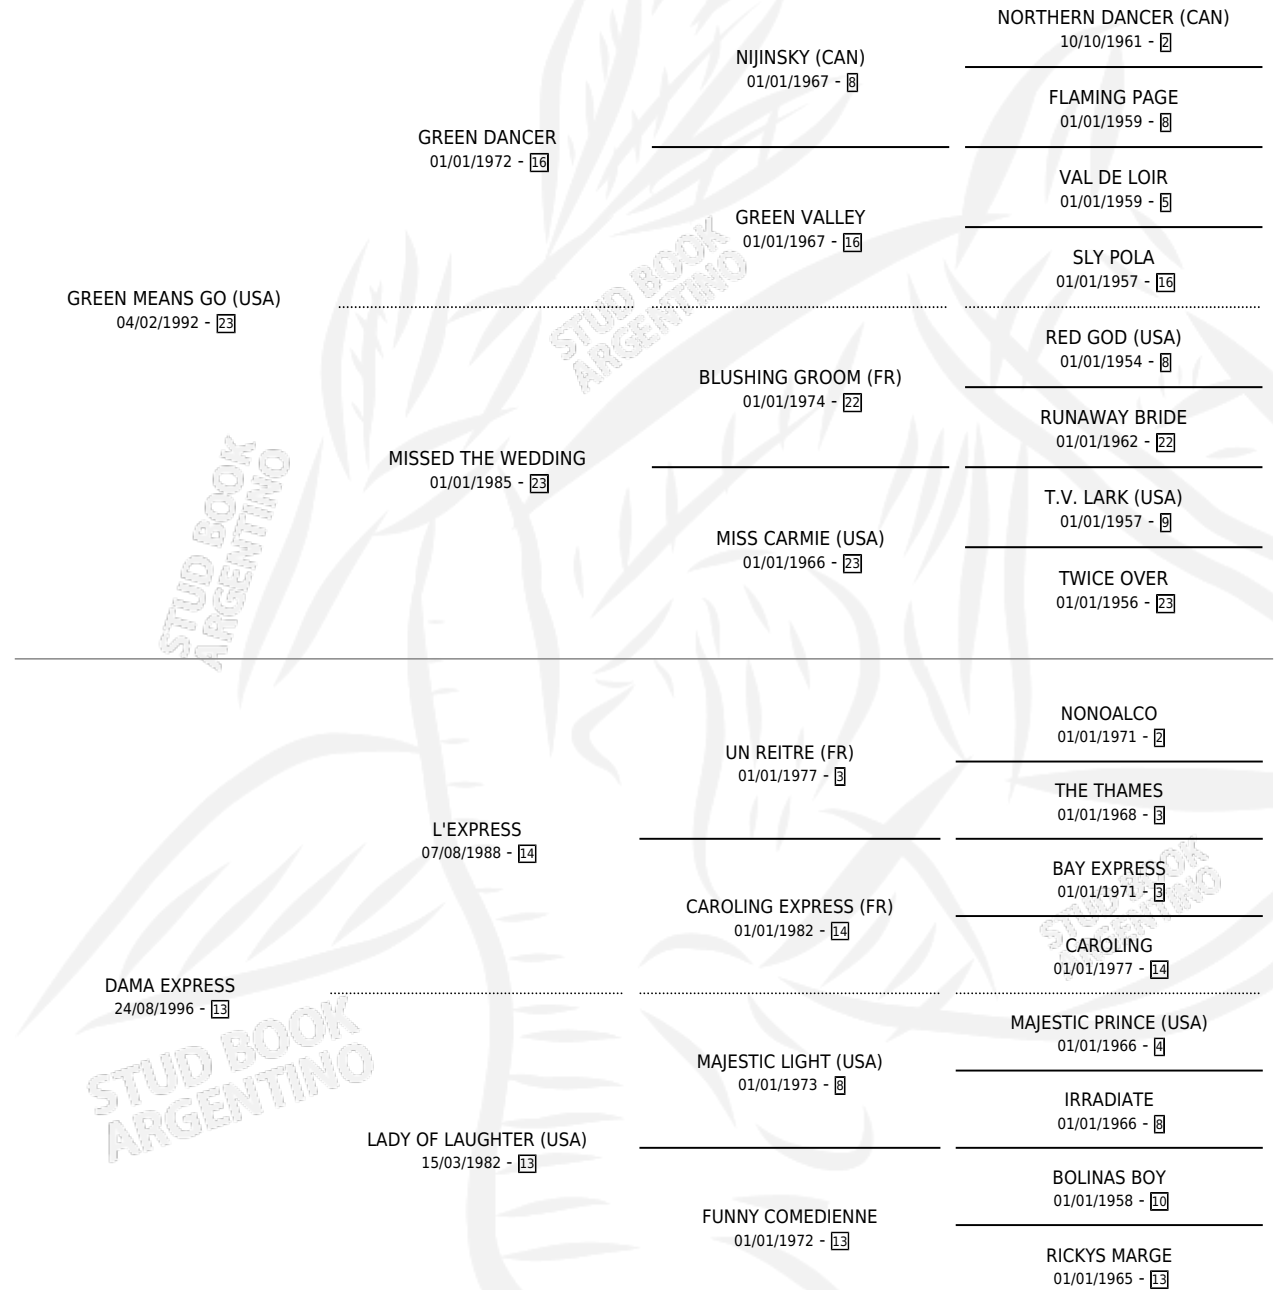 NORTHERN DANCER (CAN)
10/10/1961 - 2
NIJINSKY (CAN)
01/01/1967 - 8
FLAMING PAGE
01/01/1959 - 8
GREEN DANCER
01/01/1972 - 16
VAL DE LOIR
01/01/1959 - 5
GREEN VALLEY
01/01/1967 - 16
SLY POLA
01/01/1957 - 16
GREEN MEANS GO (USA)
04/02/1992 - 23
RED GOD (USA)
01/01/1954 - 8
BLUSHING GROOM (FR)
01/01/1974 - 22
RUNAWAY BRIDE
01/01/1962 - 22
MISSED THE WEDDING
01/01/1985 - 23
T.V. LARK (USA)
01/01/1957 - 9
MISS CARMIE (USA)
01/01/1966 - 23
TWICE OVER
01/01/1956 - 23
NONOALCO
01/01/1971 - 2
UN REITRE (FR)
01/01/1977 - 3
THE THAMES
01/01/1968 - 3
L'EXPRESS
07/08/1988 - 14
BAY EXPRESS
01/01/1971 - 3
CAROLING EXPRESS (FR)
01/01/1982 - 14
CAROLING
01/01/1977 - 14
DAMA EXPRESS
24/08/1996 - 13
MAJESTIC PRINCE (USA)
01/01/1966 - 4
MAJESTIC LIGHT (USA)
01/01/1973 - 8
IRRADIATE
01/01/1966 - 8
LADY OF LAUGHTER (USA)
15/03/1982 - 13
BOLINAS BOY
01/01/1958 - 10
FUNNY COMEDIENNE
01/01/1972 - 13
RICKYS MARGE
01/01/1965 - 13
STUD BOOK
ARGENTINO
STUD BOOK
ARGENTINO
STUD BOOK
ARGENTINO
STUD BOOK
ARGENTINO